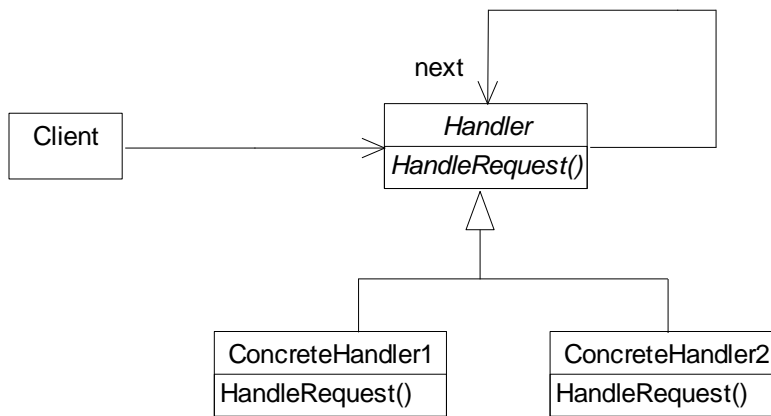 next
Client
Handler
HandleRequest()
ConcreteHandler1
HandleRequest()
ConcreteHandler2
HandleRequest()